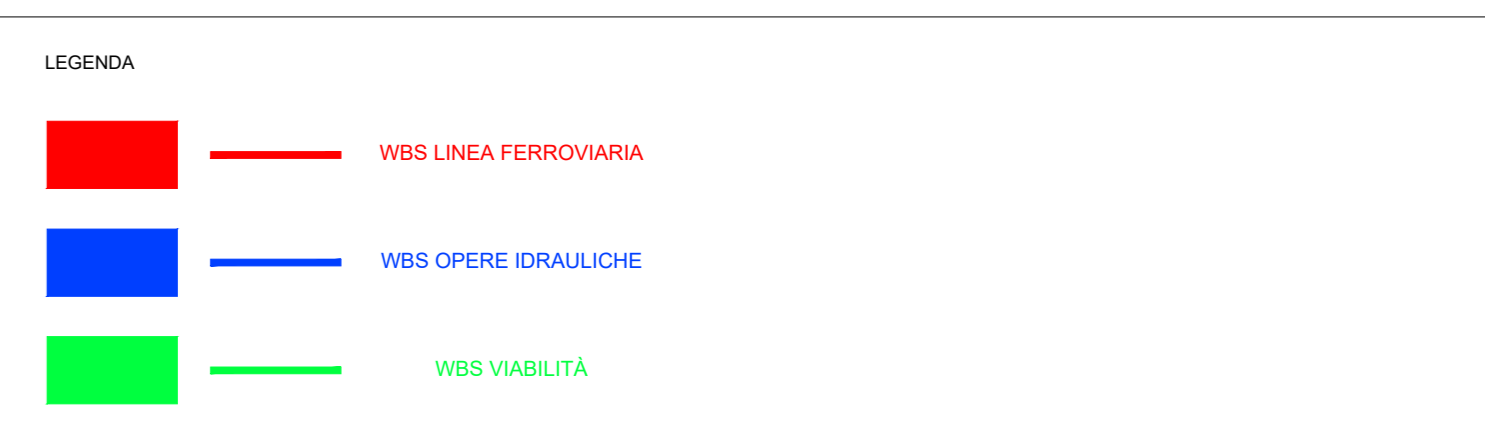 LEGENDA
WBS LINEA FERROVIARIA
WBS OPERE IDRAULICHE
WBS VIABILITÀ